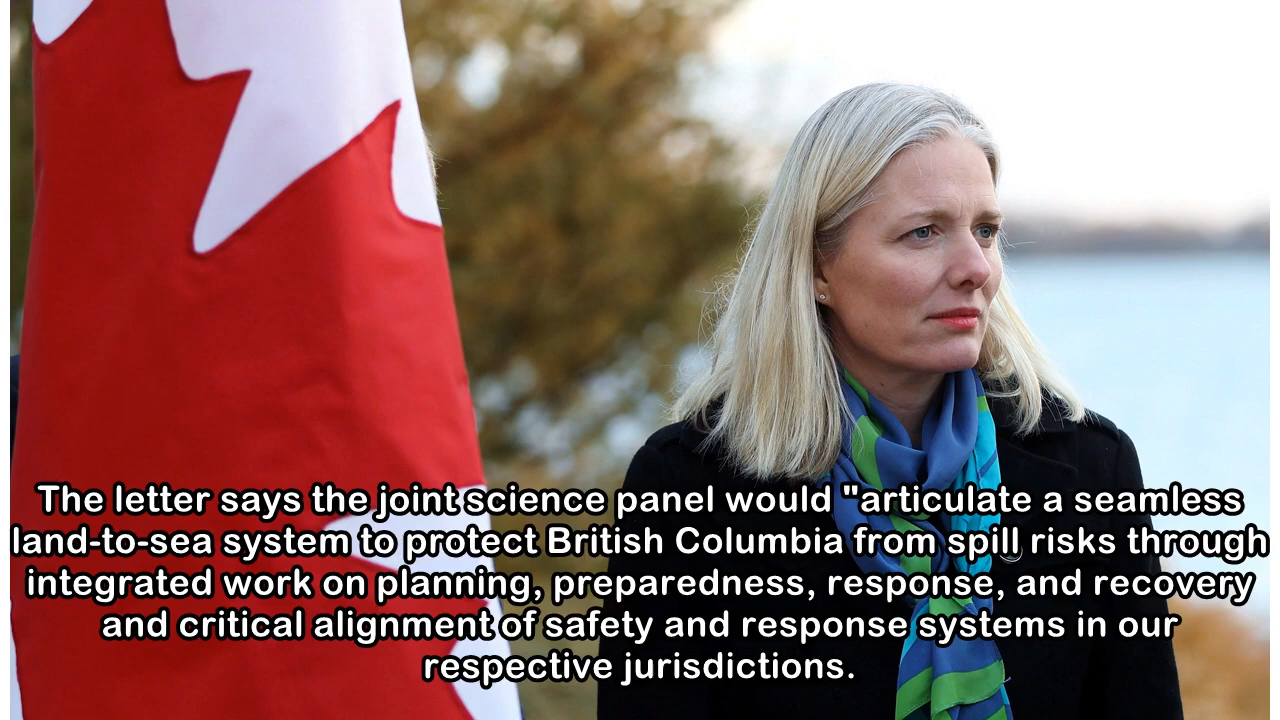 The letter says the joint science panel would "articulate a seamless
land-to-sea system to protect British Columbia from spill risks through
integrated work on planning, preparedness, response, and recovery
and critical alignment of safety and response systems in our
respective jurisdictions.